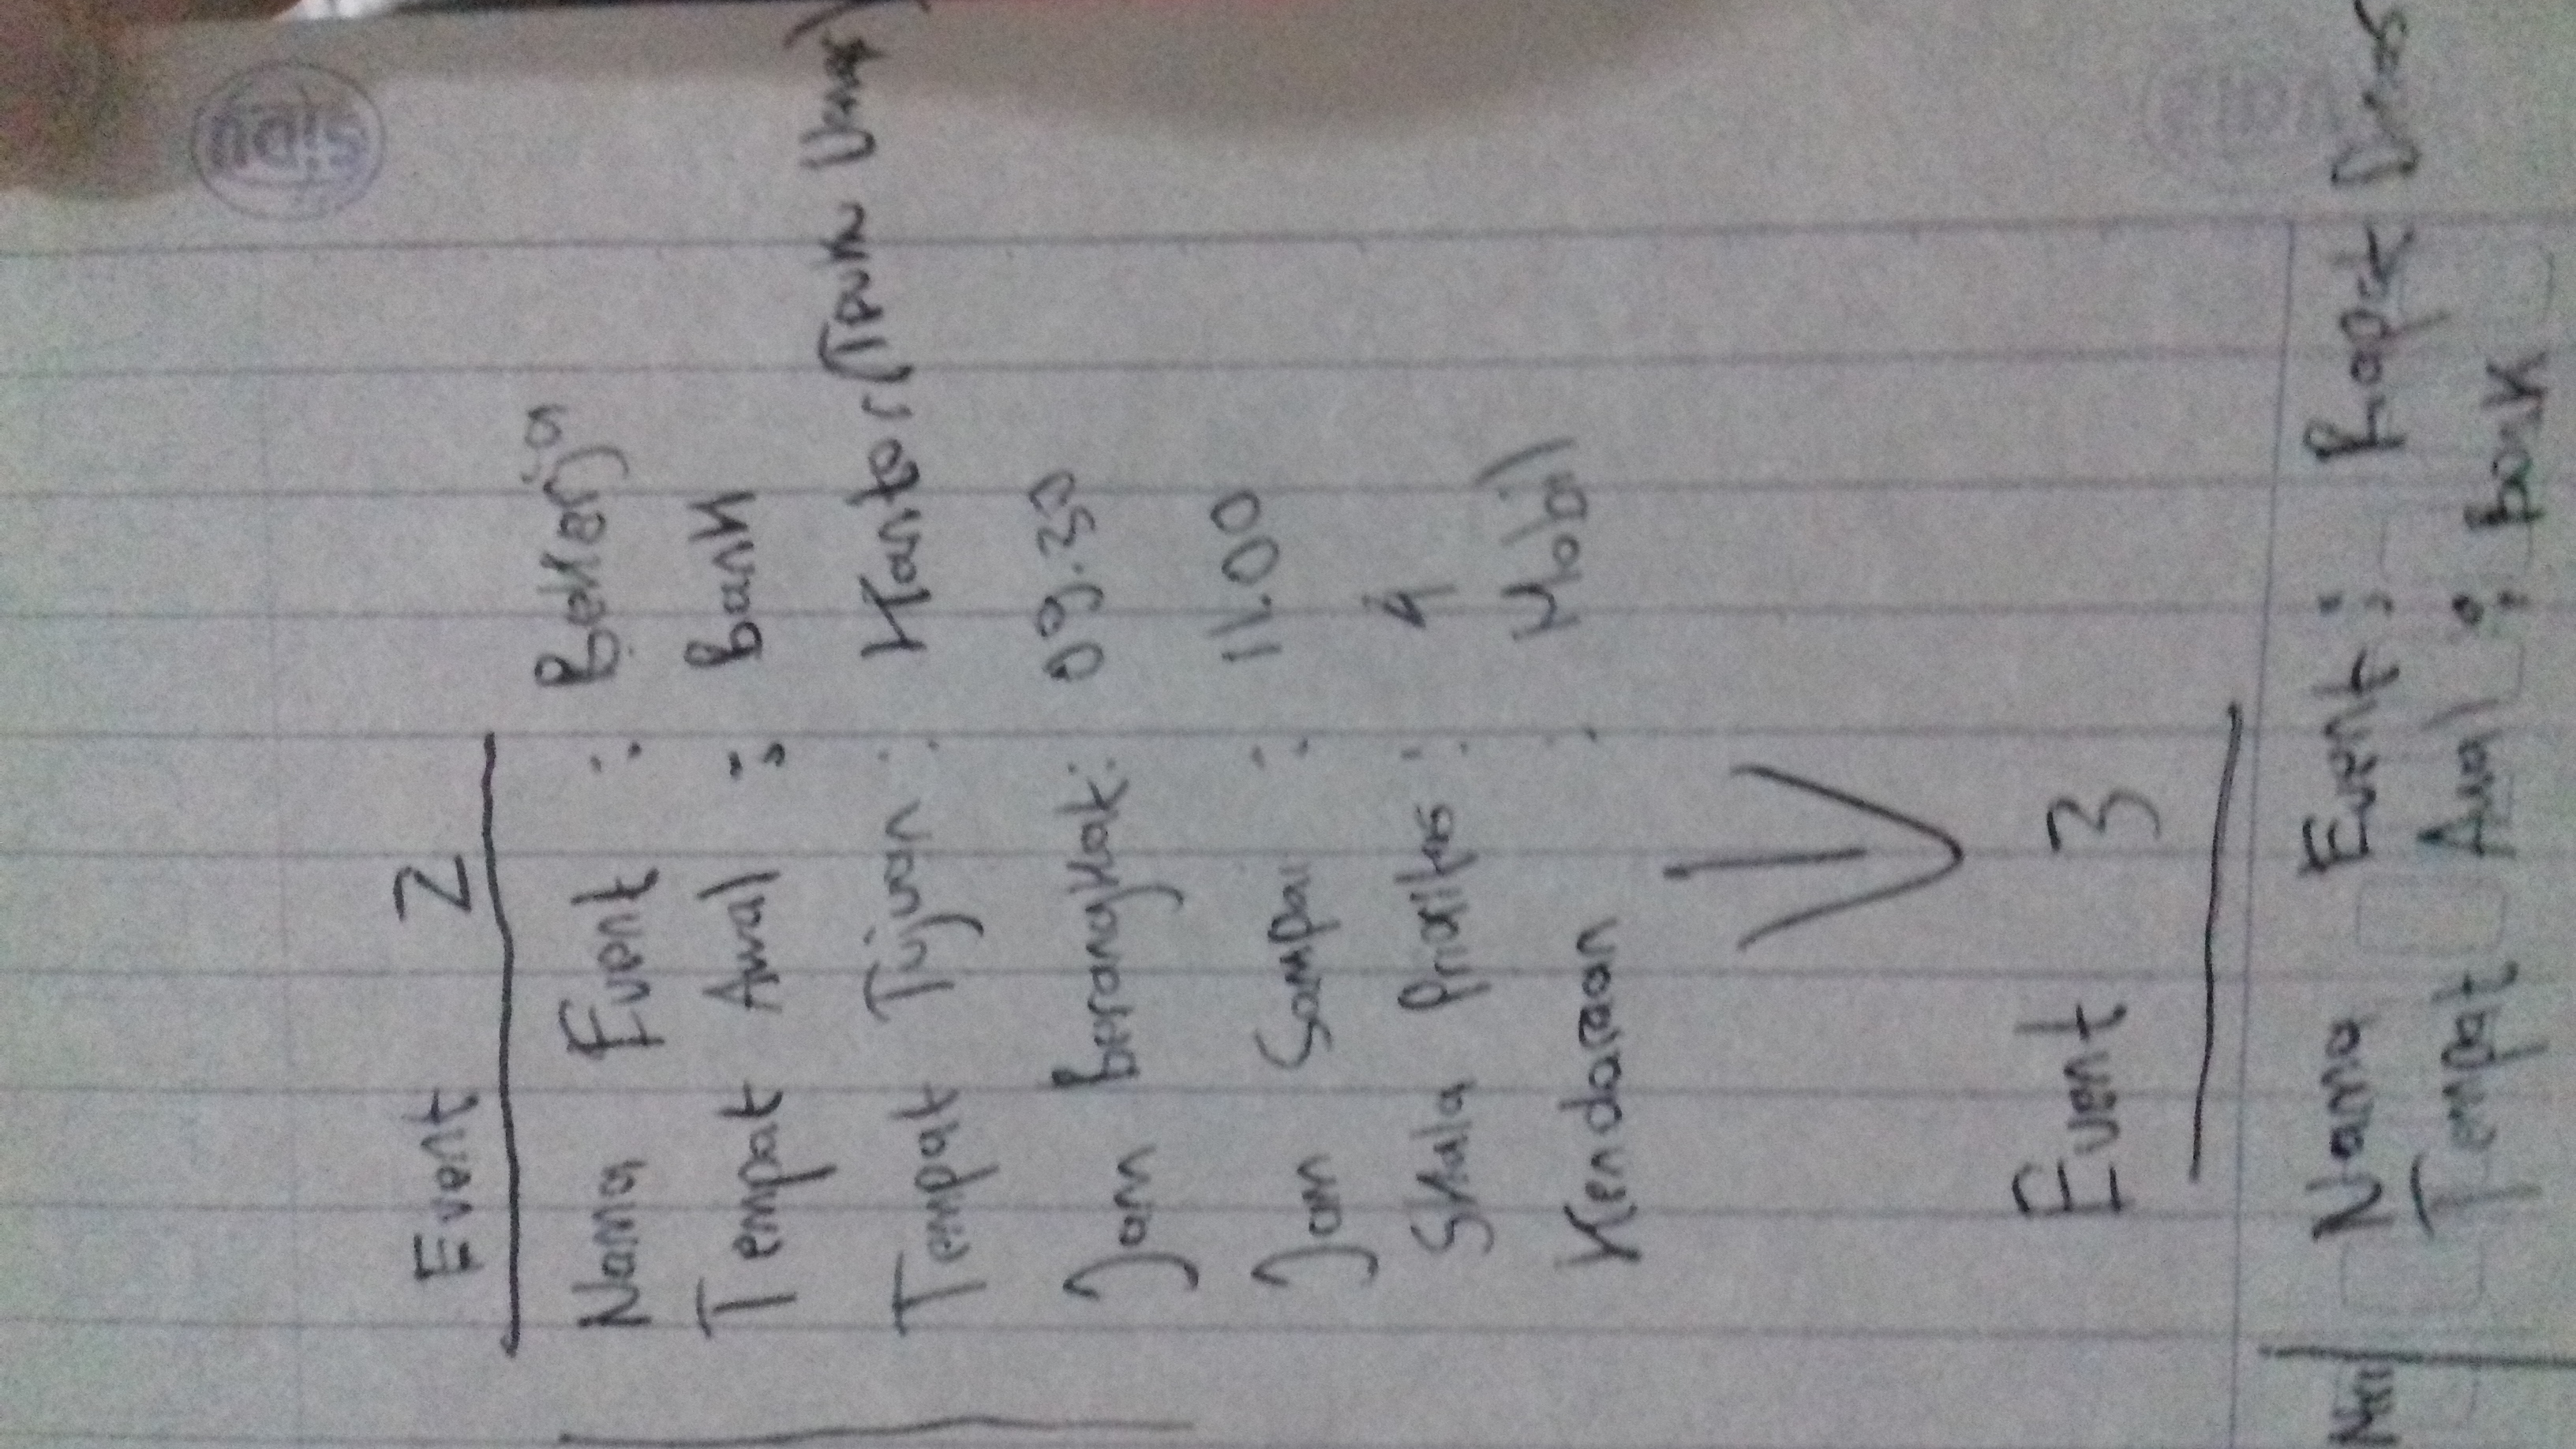 Event 2
Nama Event : Bekerja
Tempat Awal : Bank
Tempat Tujuan : Kantor (Teuku Umar)
Jam Berangkat : 09.30
Jam Sampai : 11.00
Skala Prioritas : 4
Kendaraan : Mobil
Event 3
Nama Event : Rapat
Tempat Awal : Bank
sidu